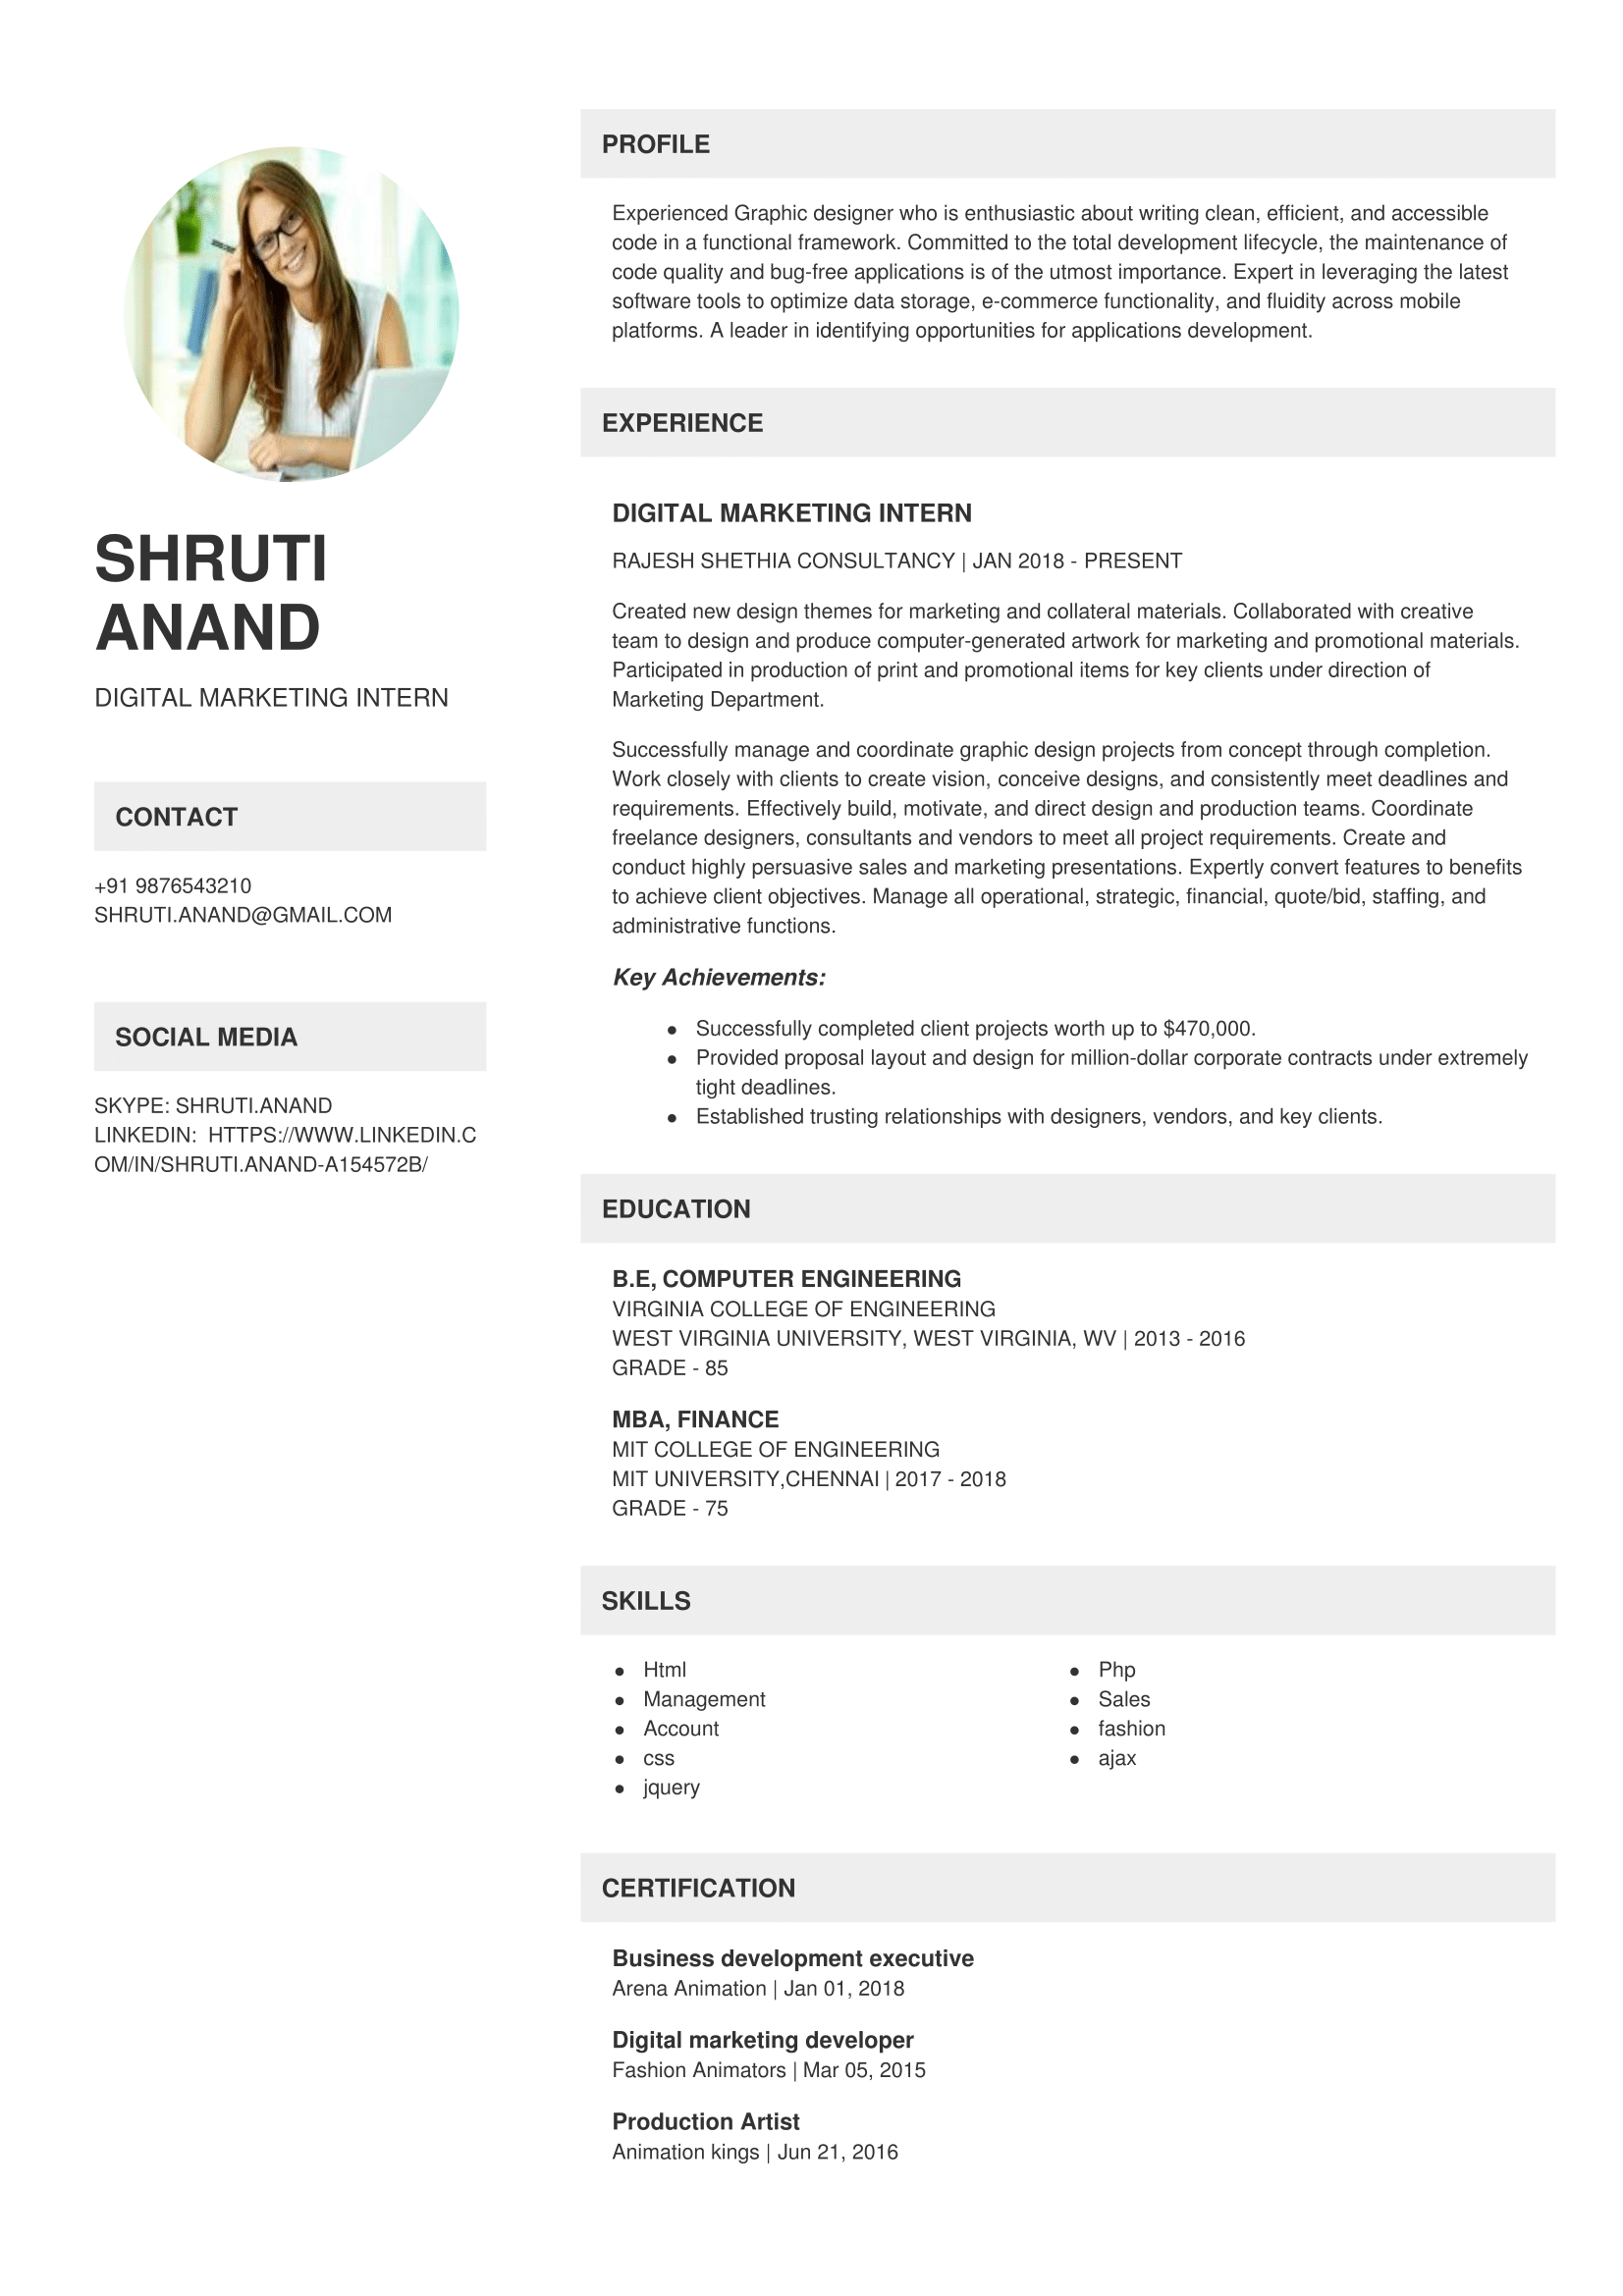 SHRUTI
ANAND
DIGITAL MARKETING INTERN
CONTACT
+91 9876543210
SHRUTI.ANAND@GMAIL.COM
SOCIAL MEDIA
SKYPE: SHRUTI.ANAND
LINKEDIN:  HTTPS://WWW.LINKEDIN.C
OM/IN/SHRUTI.ANAND-A154572B/
PROFILE
Experienced Graphic designer who is enthusiastic about writing clean, efficient, and accessible
code in a functional framework. Committed to the total development lifecycle, the maintenance of
code quality and bug-free applications is of the utmost importance. Expert in leveraging the latest
software tools to optimize data storage, e-commerce functionality, and fluidity across mobile
platforms. A leader in identifying opportunities for applications development.
EXPERIENCE
DIGITAL MARKETING INTERN
RAJESH SHETHIA CONSULTANCY | JAN 2018 - PRESENT
Created new design themes for marketing and collateral materials. Collaborated with creative
team to design and produce computer-generated artwork for marketing and promotional materials.
Participated in production of print and promotional items for key clients under direction of
Marketing Department.
Successfully manage and coordinate graphic design projects from concept through completion.
Work closely with clients to create vision, conceive designs, and consistently meet deadlines and
requirements. Effectively build, motivate, and direct design and production teams. Coordinate
freelance designers, consultants and vendors to meet all project requirements. Create and
conduct highly persuasive sales and marketing presentations. Expertly convert features to benefits
to achieve client objectives. Manage all operational, strategic, financial, quote/bid, staffing, and
administrative functions.
Key Achievements:
● Successfully completed client projects worth up to $470,000.
● Provided proposal layout and design for million-dollar corporate contracts under extremely
tight deadlines.
● Established trusting relationships with designers, vendors, and key clients.
EDUCATION
B.E, COMPUTER ENGINEERING
VIRGINIA COLLEGE OF ENGINEERING
WEST VIRGINIA UNIVERSITY, WEST VIRGINIA, WV | 2013 - 2016
GRADE - 85
MBA, FINANCE
MIT COLLEGE OF ENGINEERING
MIT UNIVERSITY,CHENNAI | 2017 - 2018
GRADE - 75
SKILLS
● Html
● Management
● Account
● css
● jquery
● Php
● Sales
● fashion
● ajax
CERTIFICATION
Business development executive
Arena Animation | Jan 01, 2018
Digital marketing developer
Fashion Animators | Mar 05, 2015
Production Artist
Animation kings | Jun 21, 2016